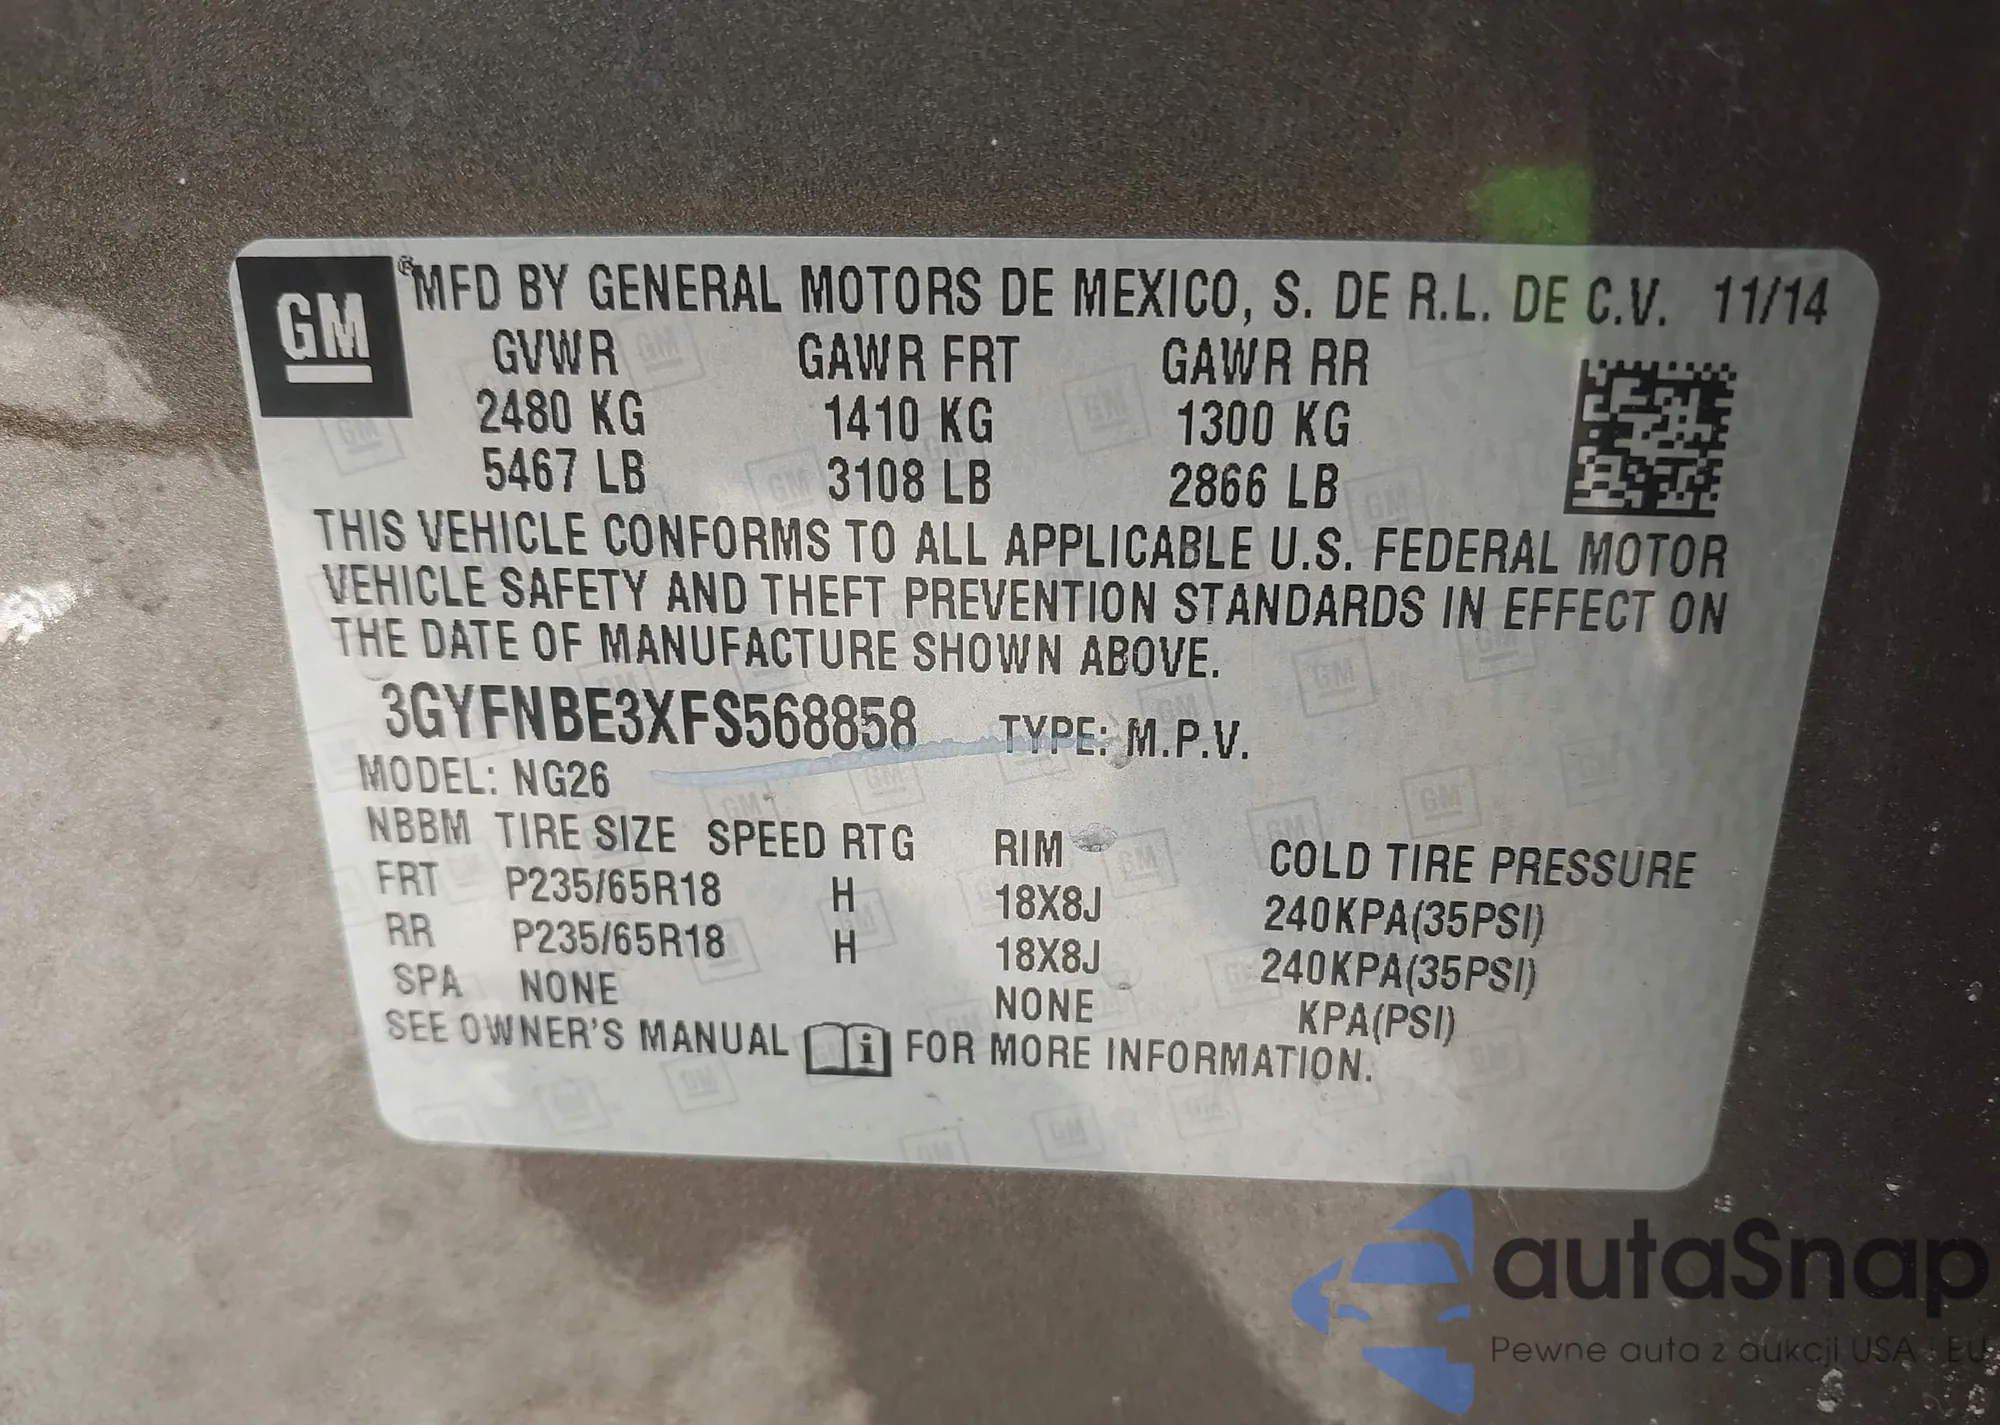 GM
®MFD BY GENERAL MOTORS DE MEXICO, S. DE R.L. DE C.V. 11/14
GVWR GAWR FRT GAWR RR
2480 KG 1410 KG 1300 KG
5467 LB 3108 LB 2866 LB
THIS VEHICLE CONFORMS TO ALL APPLICABLE U.S. FEDERAL MOTOR
VEHICLE SAFETY AND THEFT PREVENTION STANDARDS IN EFFECT ON
THE DATE OF MANUFACTURE SHOWN ABOVE.
3GYFNBE3XFS568858 TYPE: M.P.V.
MODEL: NG26
NBBM TIRE SIZE SPEED RTG RIM COLD TIRE PRESSURE
FRT P235/65R18 H 18X8J 240KPA(35PSI)
RR P235/65R18 H 18X8J 240KPA(35PSI)
SPA NONE NONE KPA(PSI)
SEE OWNER'S MANUAL i FOR MORE INFORMATION.
autaSnap
Pewne auta z aukcji USA i EU